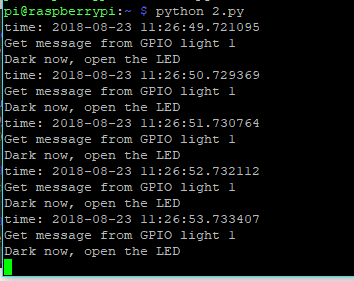 pi@raspberrypi:~ $ python 2.py
time: 2018-08-23 11:26:49.721095
Get message from GPIO light 1
Dark now, open the LED
time: 2018-08-23 11:26:50.729369
Get message from GPIO light 1
Dark now, open the LED
time: 2018-08-23 11:26:51.730764
Get message from GPIO light 1
Dark now, open the LED
time: 2018-08-23 11:26:52.732112
Get message from GPIO light 1
Dark now, open the LED
time: 2018-08-23 11:26:53.733407
Get message from GPIO light 1
Dark now, open the LED